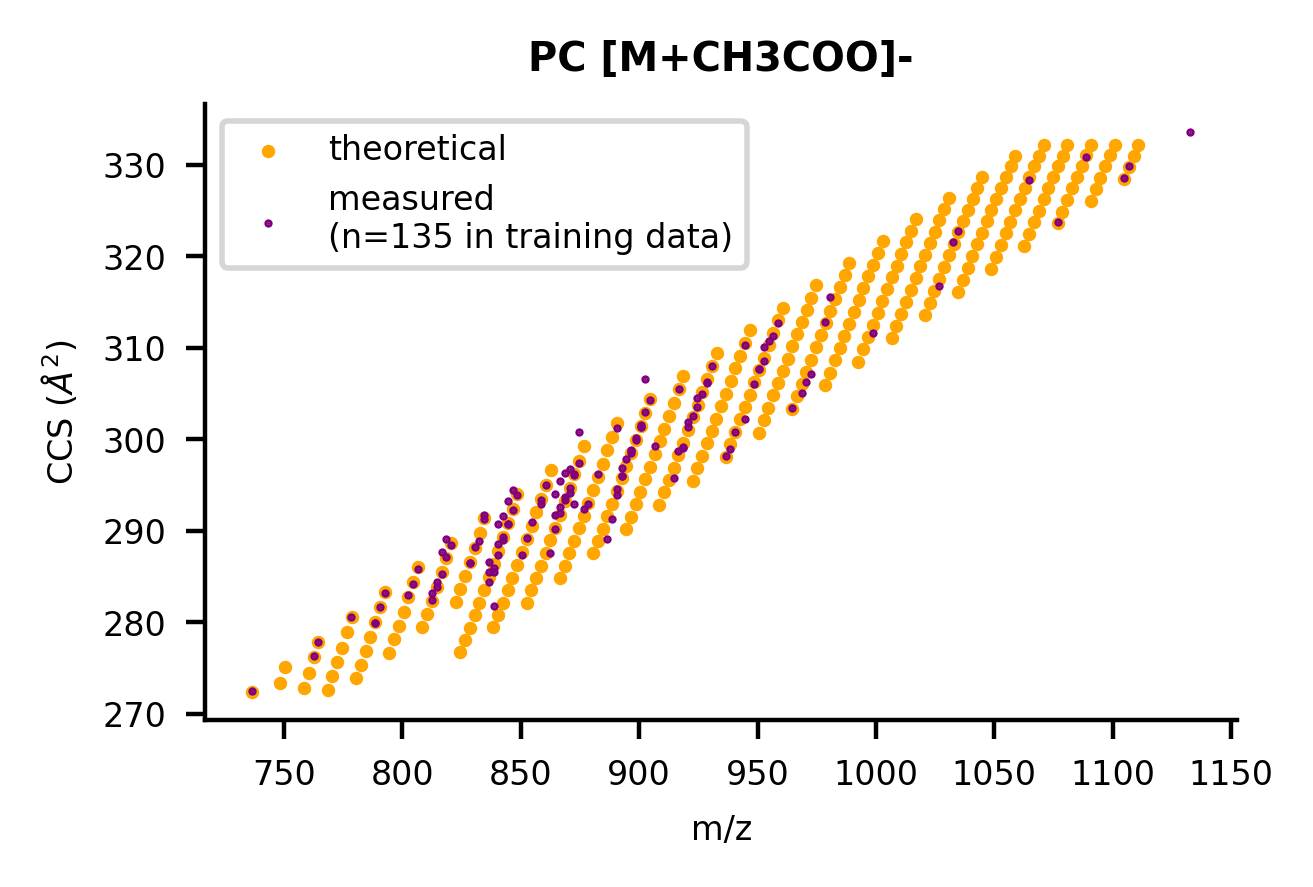 PC [M+CH3COO]-
theoretical
measured
(n=135 in training data)
CCS (Å²)
330
320
310
300
290
280
270
750 800 850 900 950 1000 1050 1100 1150
m/z